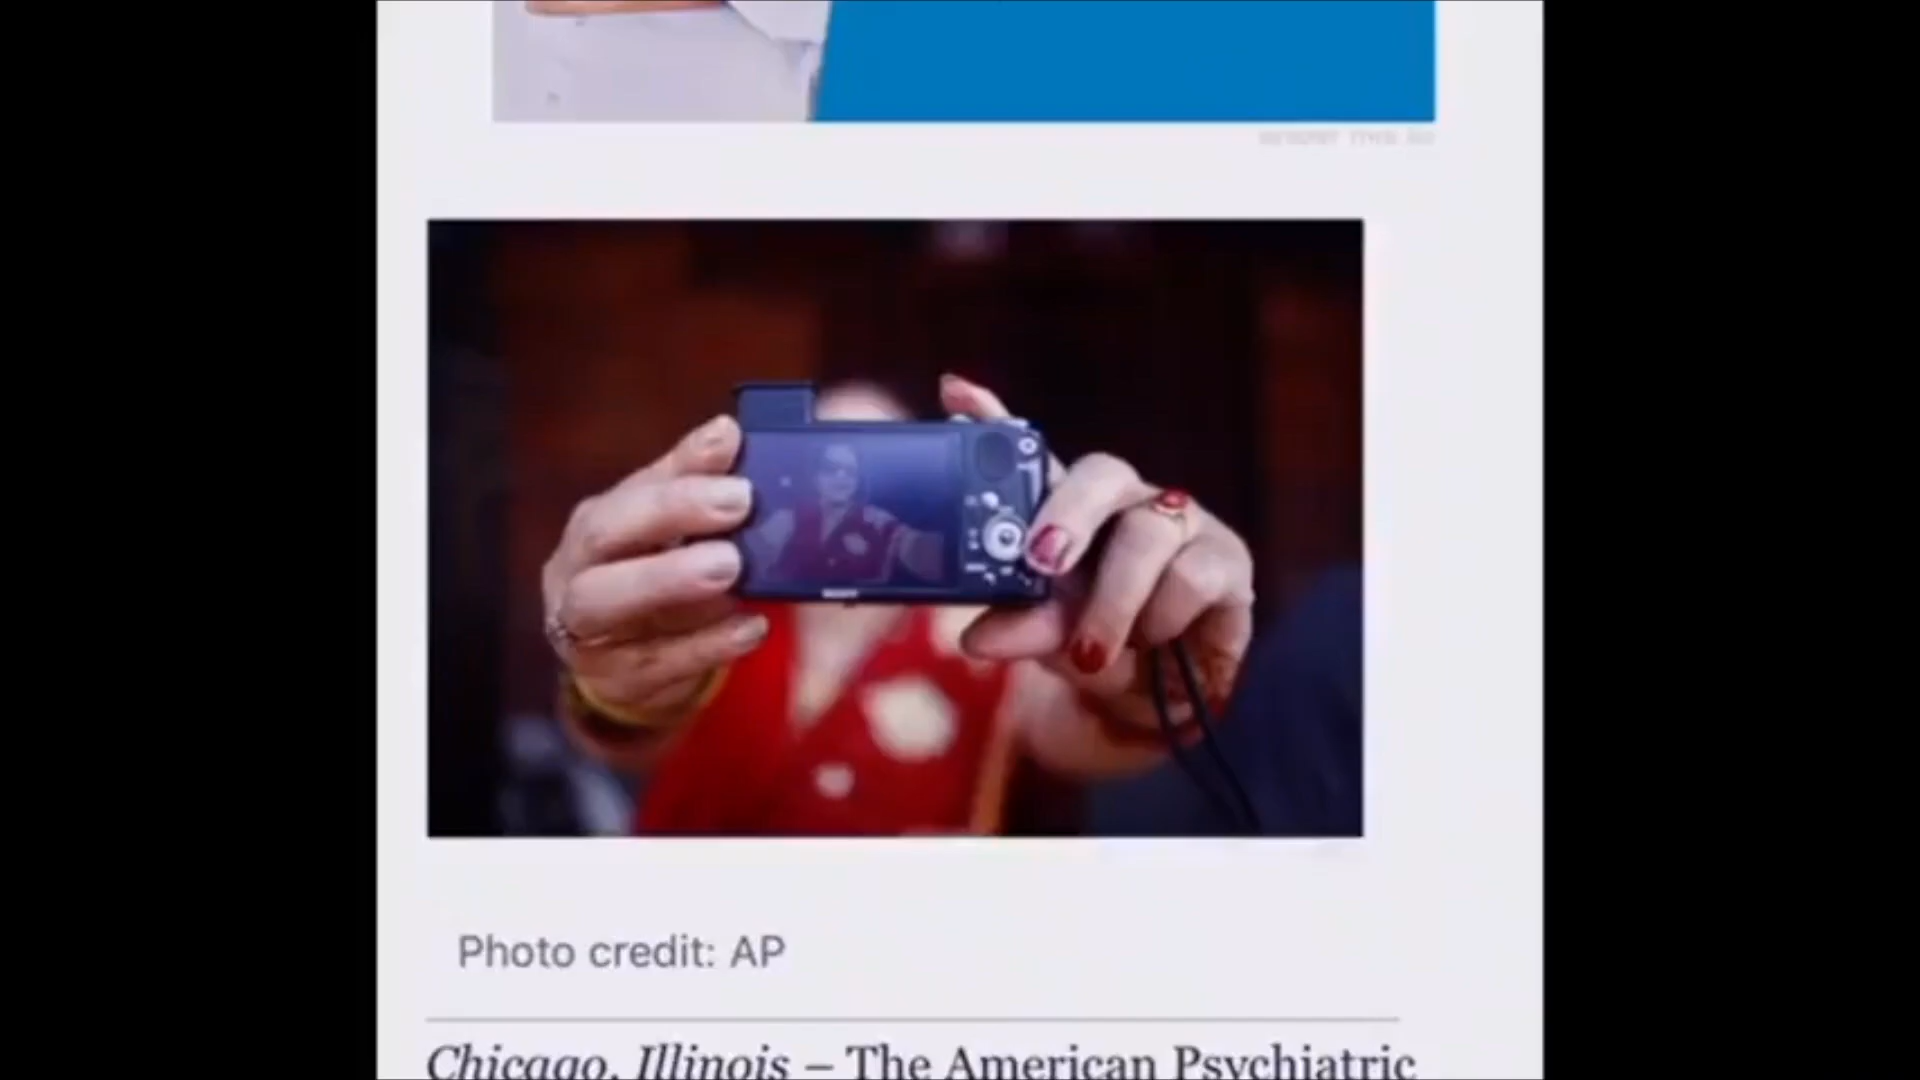 Photo credit: AP
Chicago, Illinois – The American Psychiatric